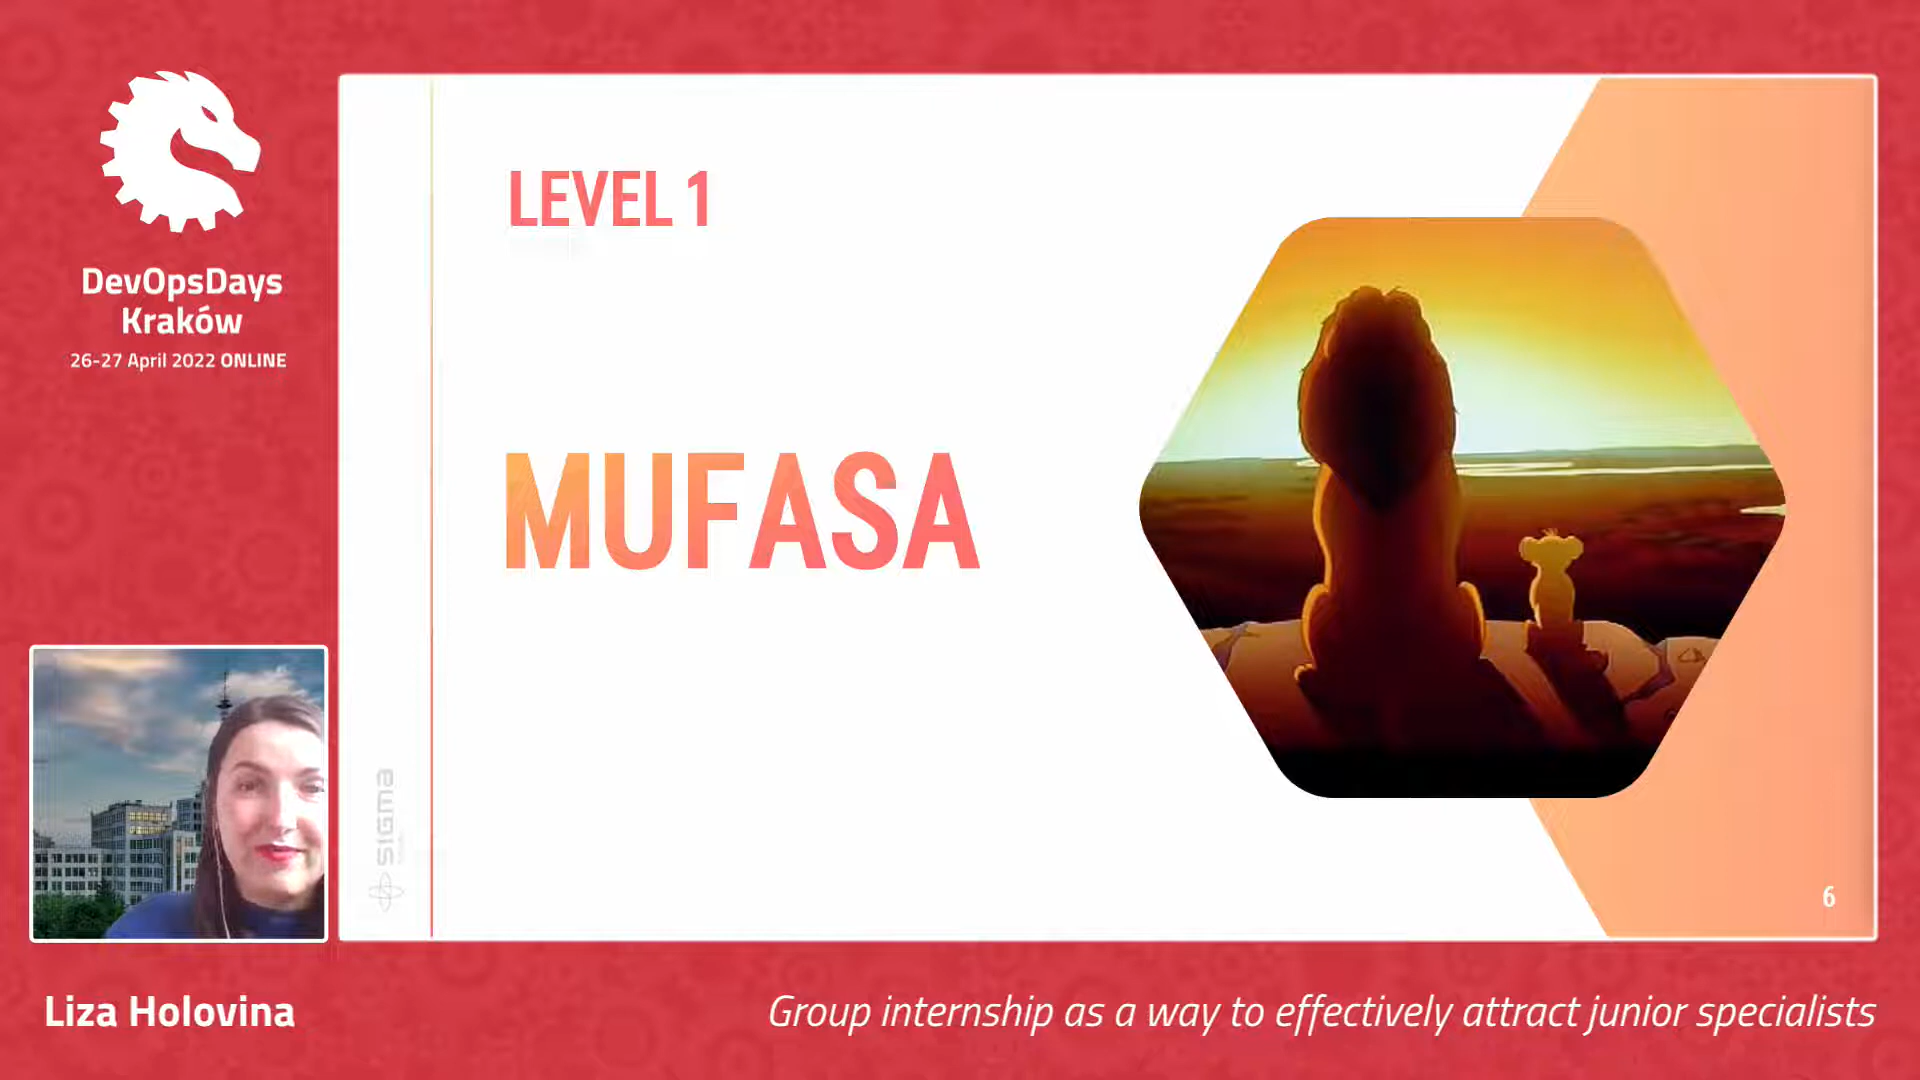 DevOpsDays
Kraków
26-27 April 2022 ONLINE
LEVEL 1
MUFASA
SIGMA
6
Liza Holovina
Group internship as a way to effectively attract junior specialists